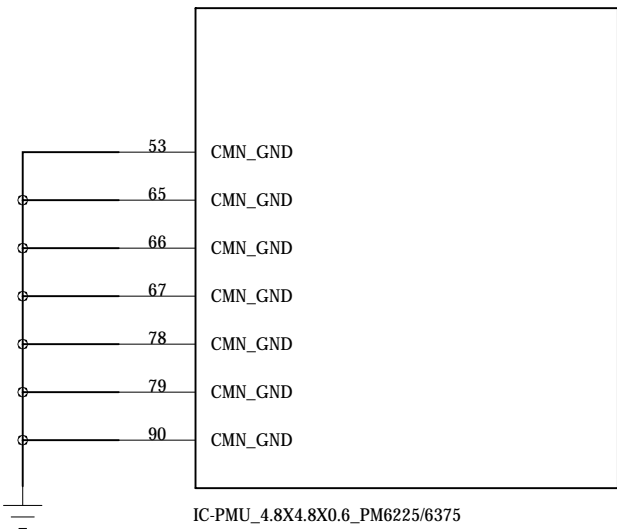 53 CMN_GND
65 CMN_GND
66 CMN_GND
67 CMN_GND
78 CMN_GND
79 CMN_GND
90 CMN_GND
IC-PMU_4.8X4.8X0.6_PM6225/6375